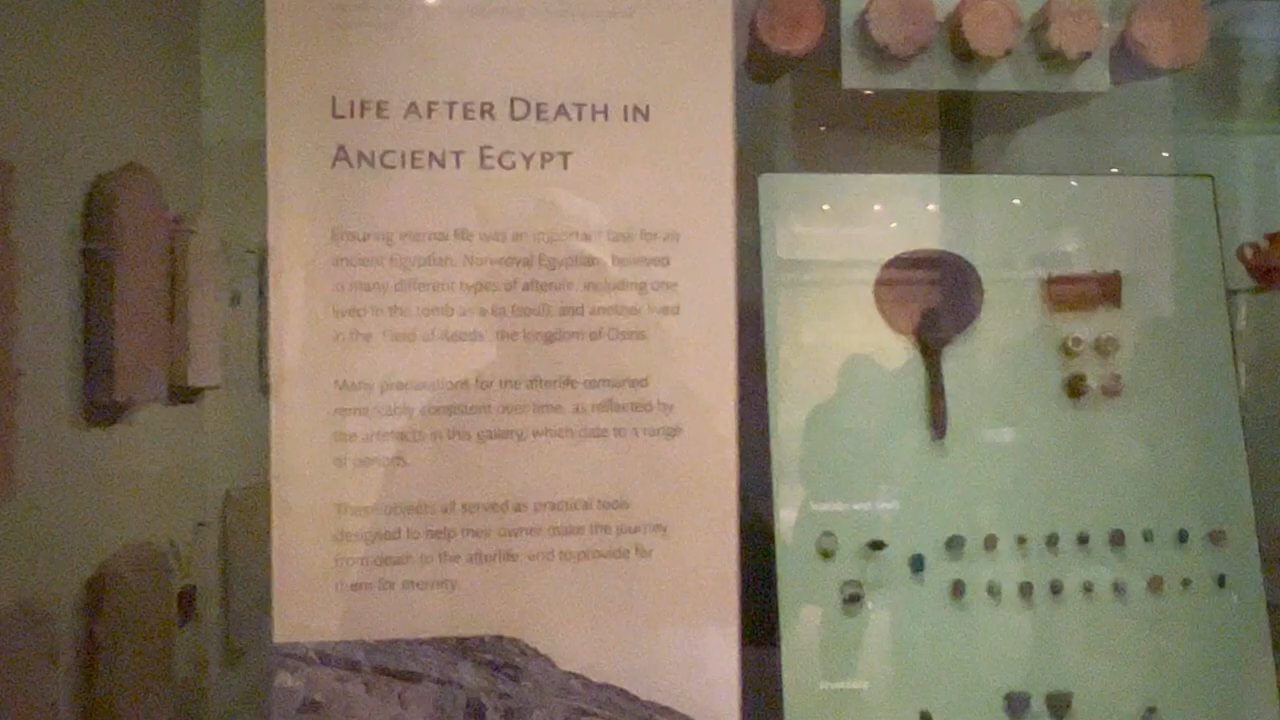 LIFE AFTER DEATH IN
ANCIENT EGYPT
Ensuring eternal life was an important task for an
ancient Egyptian. Non-royal Egyptians believed
in many different types of afterlife, including one
lived in the tomb as a ka (soul), and another lived
in the 'Field of Reeds', the kingdom of Osiris.
Many preparations for the afterlife remained
remarkably consistent over time, as reflected by
the artefacts in this gallery, which date to a range
of periods.
These objects all served as practical tools
designed to help their owner make the journey
from death to the afterlife, and to provide for
them for eternity.